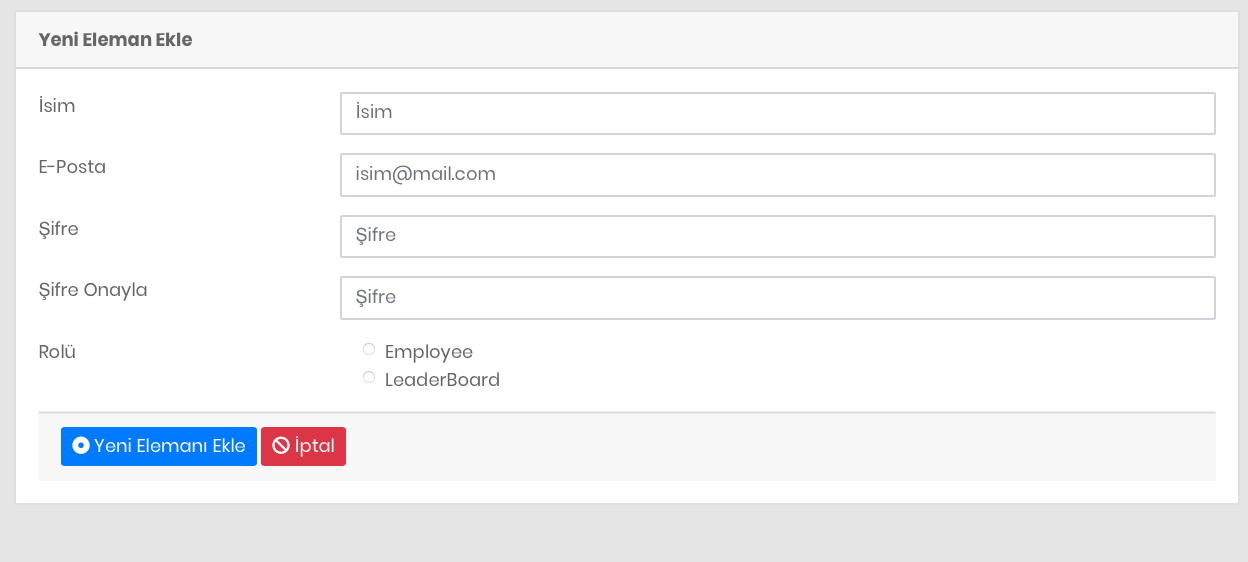 Yeni Eleman Ekle
İsim
İsim
E-Posta
isim@mail.com
Şifre
Şifre
Şifre Onayla
Şifre
Rolü
Employee
LeaderBoard
Yeni Elemanı Ekle
İptal